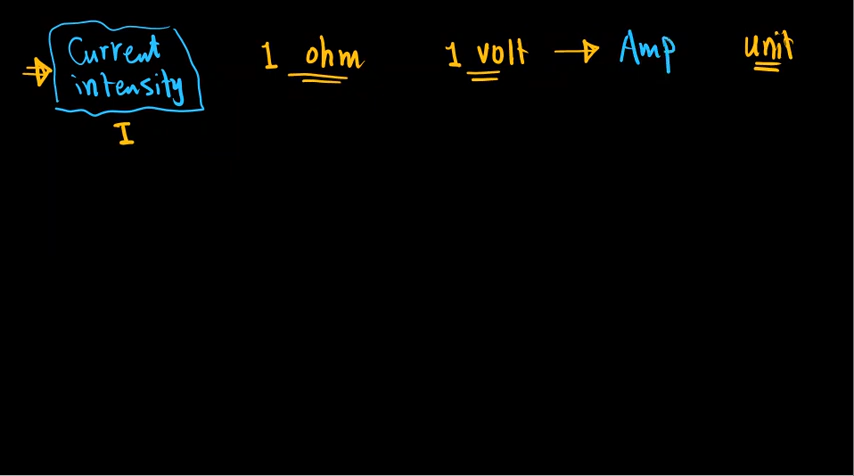 Current
intensity
I
1 ohm
1 volt → Amp
unit